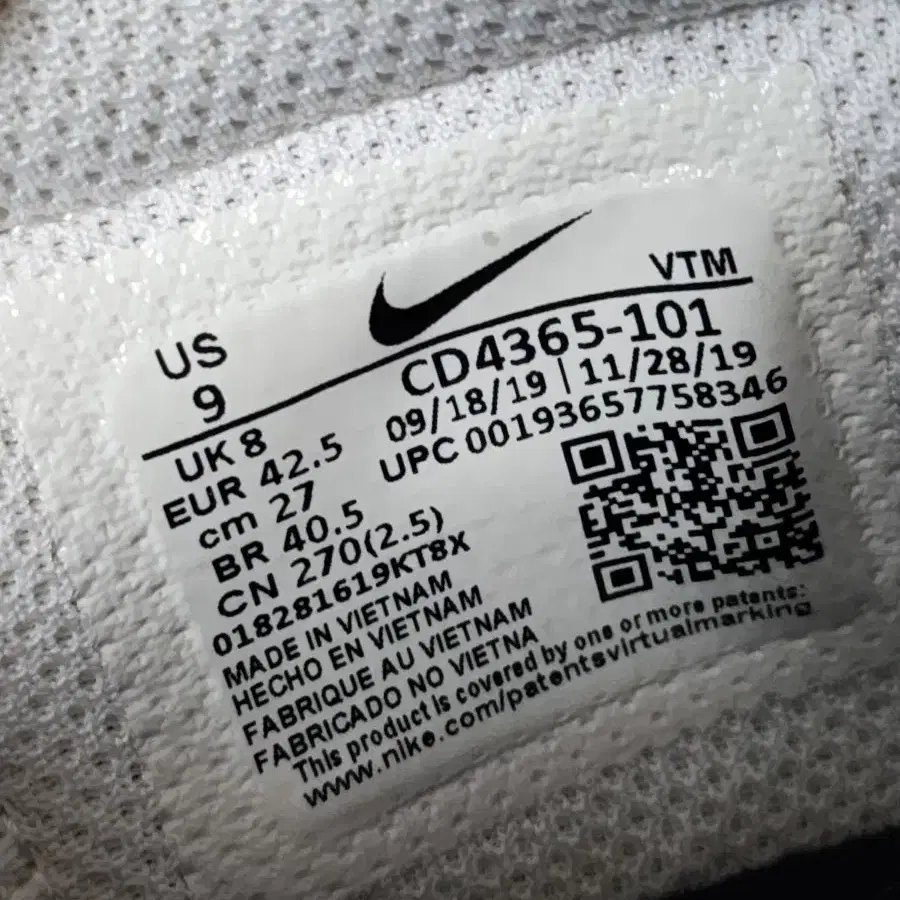 VTM
US
9
CD4365-101
09/18/19 | 11/28/19
UPC 00193657758346
UK 8
EUR 42.5
cm 27
BR 40.5
CN 270(2.5)
018281619KT8X
MADE IN VIETNAM
HECHO EN VIETNAM
FABRIQUE AU VIETNAM
FABRICADO NO VIETNA
This product is covered by one or more patents:
www.nike.com/patentsvirtualmarking